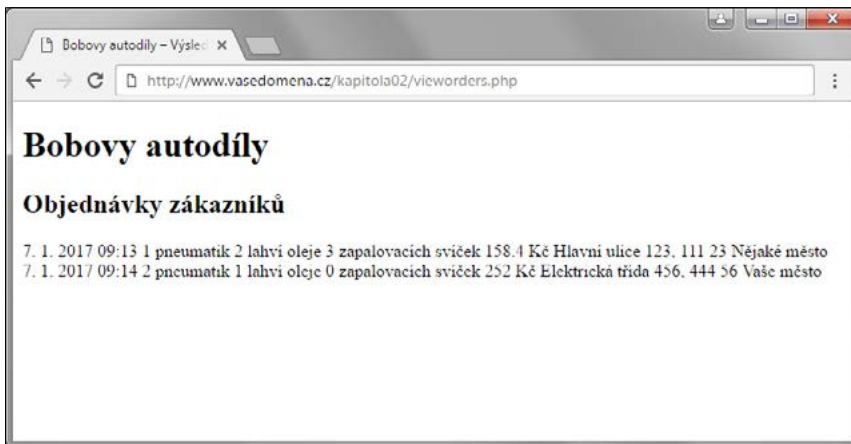 Bobovy autodíly – Výsled
http://www.vasedomena.cz/kapitola02/vieworders.php
Bobovy autodíly
Objednávky zákazníků
7. 1. 2017 09:13 1 pneumatik 2 lahví oleje 3 zapalovacích svíček 158.4 Kč Hlavní ulice 123, 111 23 Nějaké město
7. 1. 2017 09:14 2 pneumatik 1 lahví oleje 0 zapalovacích svíček 252 Kč Elektrická třída 456, 444 56 Vaše město